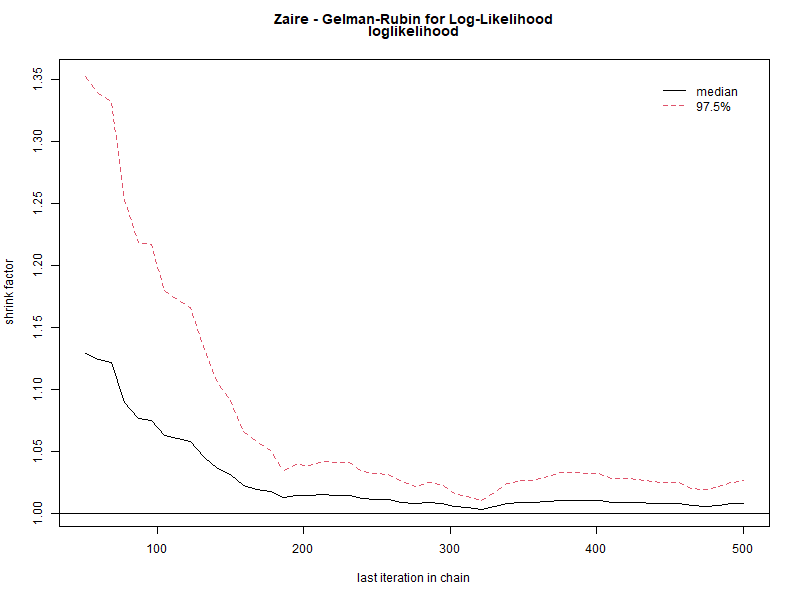 Zaire - Gelman-Rubin for Log-Likelihood
loglikelihood
median
97.5%
shrink factor
1.35
1.30
1.25
1.20
1.15
1.10
1.05
1.00
100 200 300 400 500
last iteration in chain